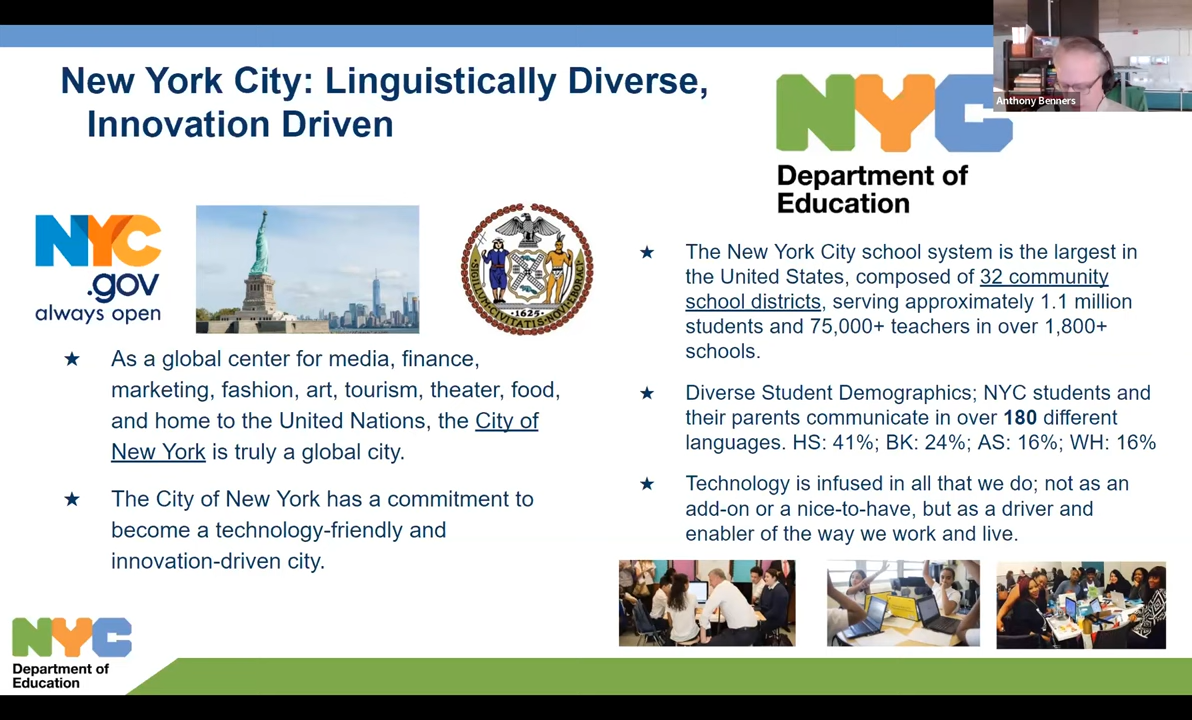 New York City: Linguistically Diverse,
Innovation Driven
NYC
Department of
Education
Anthony Benners
NYC
.gov
always open
SIGILLUM CIVITATIS NOVI EBORACI
1625
★ As a global center for media, finance,
marketing, fashion, art, tourism, theater, food,
and home to the United Nations, the City of
New York is truly a global city.
★ The City of New York has a commitment to
become a technology-friendly and
innovation-driven city.
★ The New York City school system is the largest in
the United States, composed of 32 community
school districts, serving approximately 1.1 million
students and 75,000+ teachers in over 1,800+
schools.
★ Diverse Student Demographics; NYC students and
their parents communicate in over 180 different
languages. HS: 41%; BK: 24%; AS: 16%; WH: 16%
★ Technology is infused in all that we do; not as an
add-on or a nice-to-have, but as a driver and
enabler of the way we work and live.
NYC
Department of
Education